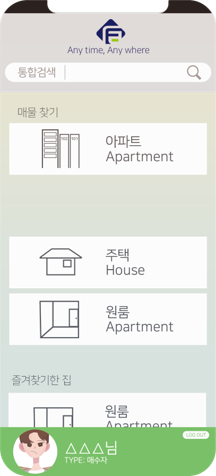 Any time, Any where
통합검색
매물 찾기
아파트
Apartment
주택
House
원룸
Apartment
즐겨찾기한 집
원룸
Apartment
LOG OUT
△△△님
TYPE: 매수자